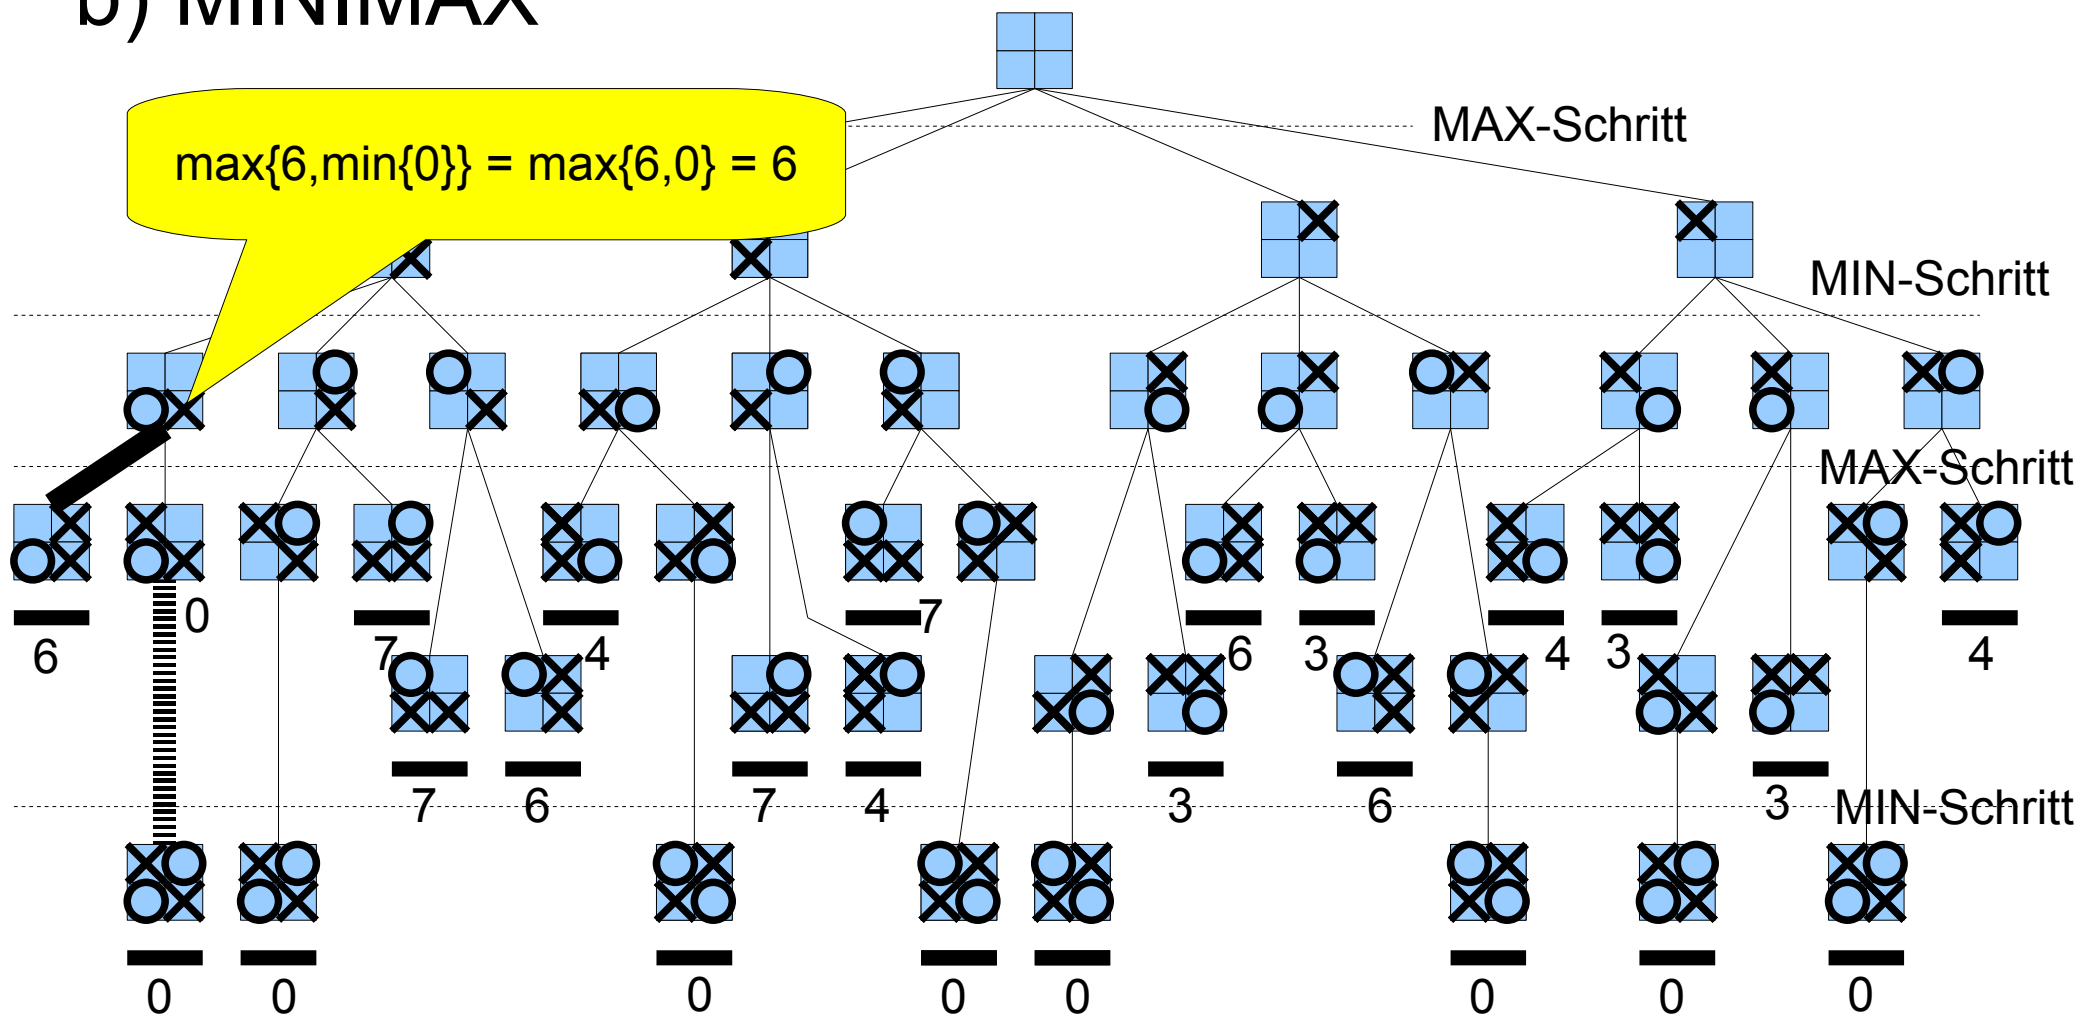 b) MINIMAX
MAX-Schritt
max{6,min{0}} = max{6,0} = 6
MIN-Schritt
MAX-Schritt
0 7
6 7 4 6 3 4 3 4
7 6 7 4 3 6 3 MIN-Schritt
0 0 0 0 0 0 0 0